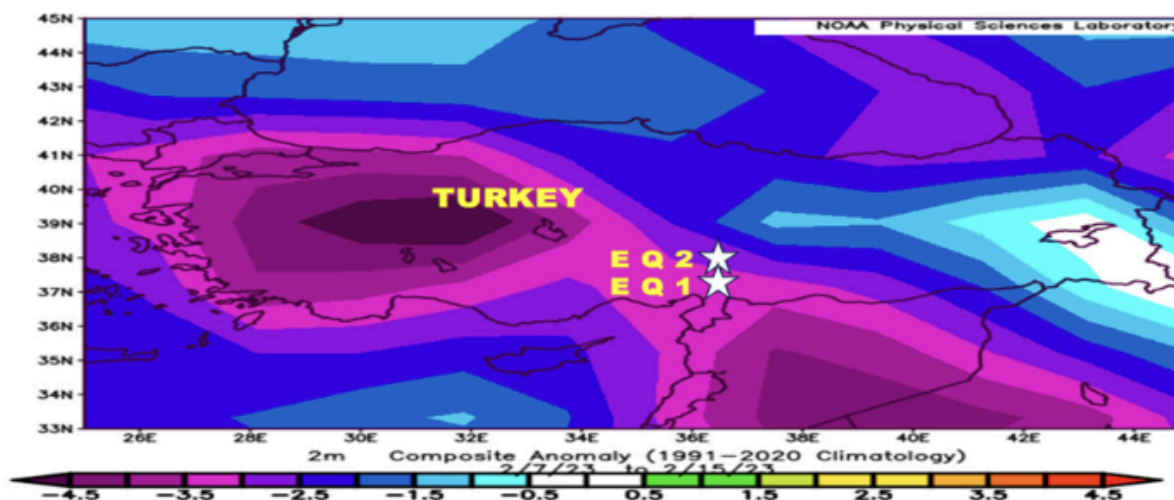 NOAA Physical Sciences Laboratory
45N
44N
43N
42N
41N
40N
39N
38N
37N
36N
35N
34N
33N
TURKEY
E Q 2
E Q 1
26E 28E 30E 32E 34E 36E 38E 40E 42E 44E
2m Composite Anomaly (1991-2020 Climatology)
2/7/23 to 2/15/23
-4.5 -3.5 -2.5 -1.5 -0.5 0.5 1.5 2.5 3.5 4.5